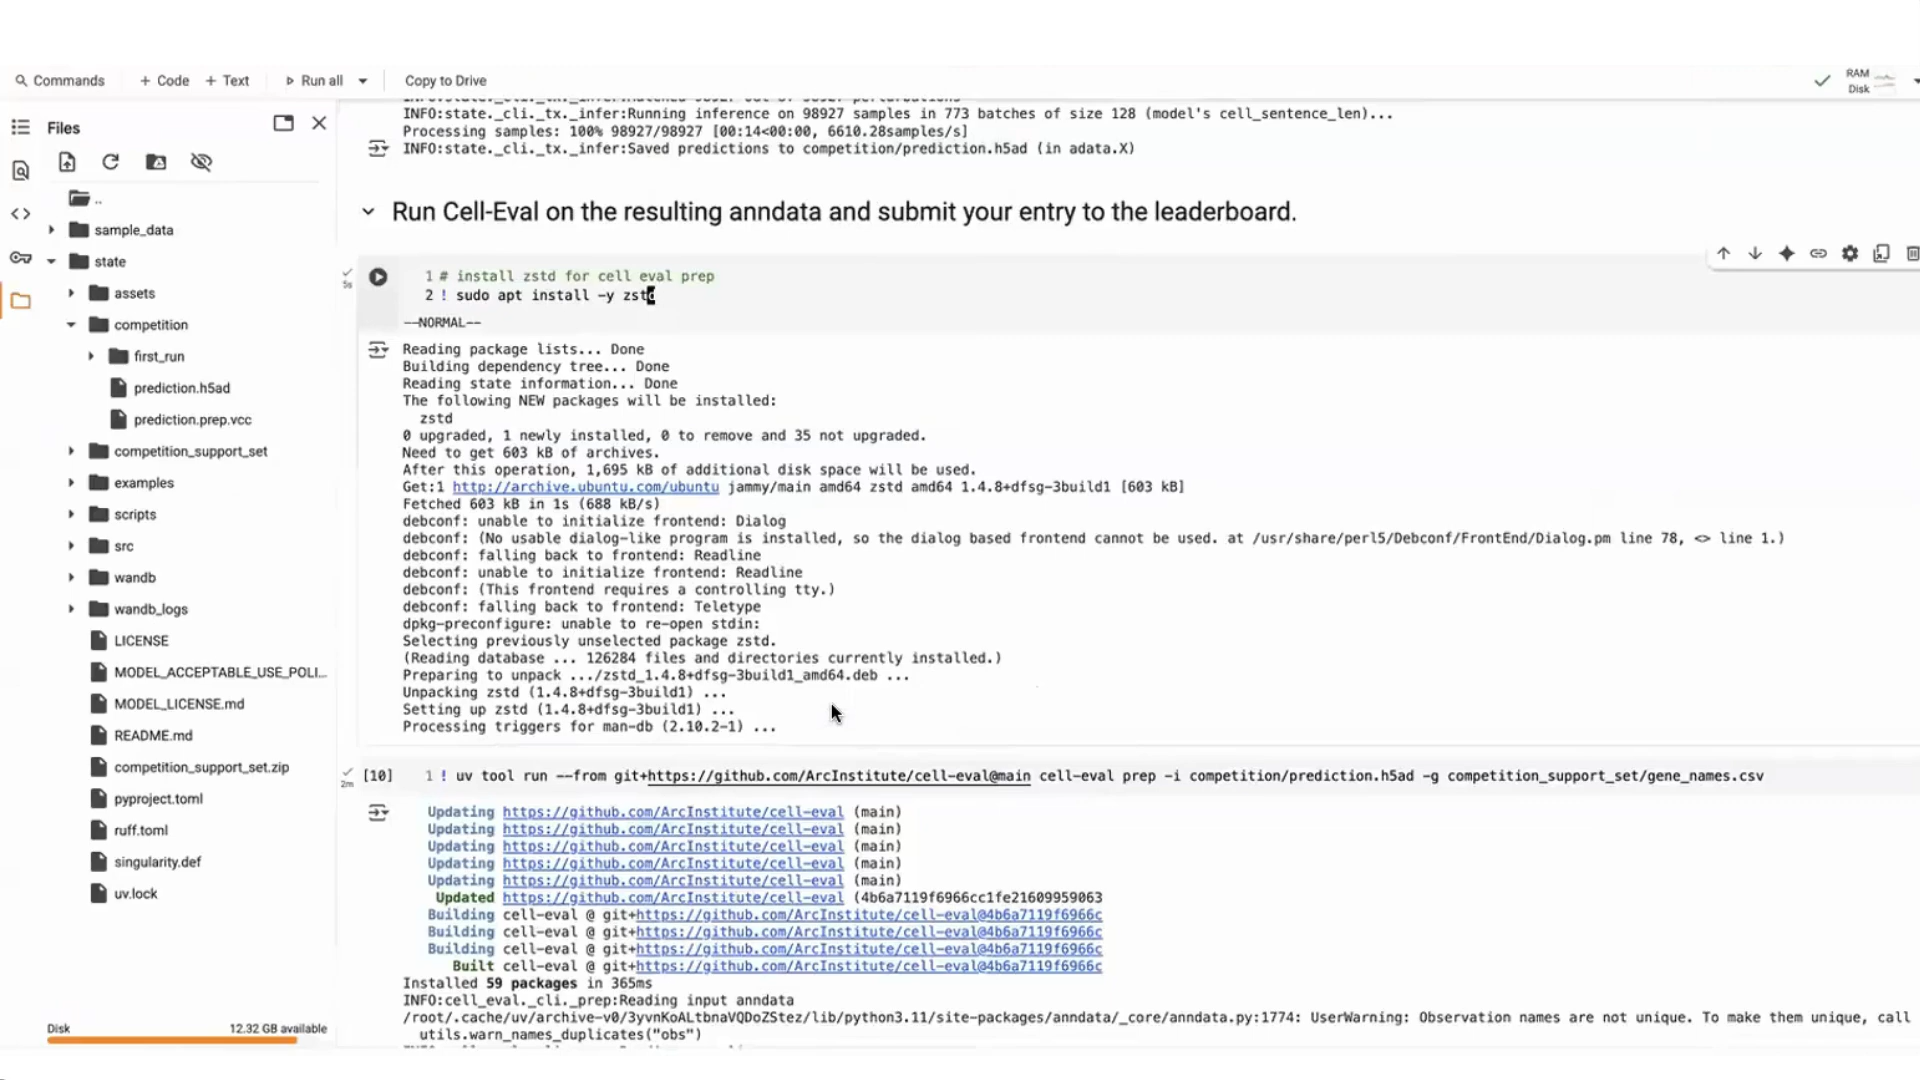 Commands
+ Code
+ Text
Run all
Copy to Drive
RAM
Disk
Files
..
sample_data
state
assets
competition
first_run
prediction.h5ad
prediction.prep.vcc
competition_support_set
examples
scripts
src
wandb
wandb_logs
LICENSE
MODEL_ACCEPTABLE_USE_POLI...
MODEL_LICENSE.md
README.md
competition_support_set.zip
pyproject.toml
ruff.toml
singularity.def
uv.lock
Disk
12.32 GB available
INFO:state._cli._tx._infer:Running inference on 98927 samples in 773 batches of size 128 (model's cell_sentence_len)...
Processing samples: 100% 98927/98927 [00:14<00:00, 6610.28samples/s]
INFO:state._cli._tx._infer:Saved predictions to competition/prediction.h5ad (in adata.X)
Run Cell-Eval on the resulting anndata and submit your entry to the leaderboard.
5s
1 # install zstd for cell eval prep
2 ! sudo apt install -y zstd
--NORMAL--
Reading package lists... Done
Building dependency tree... Done
Reading state information... Done
The following NEW packages will be installed:
zstd
0 upgraded, 1 newly installed, 0 to remove and 35 not upgraded.
Need to get 603 kB of archives.
After this operation, 1,695 kB of additional disk space will be used.
Get:1 http://archive.ubuntu.com/ubuntu jammy/main amd64 zstd amd64 1.4.8+dfsg-3build1 [603 kB]
Fetched 603 kB in 1s (688 kB/s)
debconf: unable to initialize frontend: Dialog
debconf: (No usable dialog-like program is installed, so the dialog based frontend cannot be used. at /usr/share/perl5/Debconf/FrontEnd/Dialog.pm line 78, <> line 1.)
debconf: falling back to frontend: Readline
debconf: unable to initialize frontend: Readline
debconf: (This frontend requires a controlling tty.)
debconf: falling back to frontend: Teletype
dpkg-preconfigure: unable to re-open stdin:
Selecting previously unselected package zstd.
(Reading database ... 126284 files and directories currently installed.)
Preparing to unpack .../zstd_1.4.8+dfsg-3build1_amd64.deb ...
Unpacking zstd (1.4.8+dfsg-3build1) ...
Setting up zstd (1.4.8+dfsg-3build1) ...
Processing triggers for man-db (2.10.2-1) ...
2m
[10] 1 ! uv tool run --from git+https://github.com/ArcInstitute/cell-eval@main cell-eval prep -i competition/prediction.h5ad -g competition_support_set/gene_names.csv
Updating https://github.com/ArcInstitute/cell-eval (main)
Updating https://github.com/ArcInstitute/cell-eval (main)
Updating https://github.com/ArcInstitute/cell-eval (main)
Updating https://github.com/ArcInstitute/cell-eval (main)
Updating https://github.com/ArcInstitute/cell-eval (main)
Updated https://github.com/ArcInstitute/cell-eval (4b6a7119f6966cc1fe21609959063
Building cell-eval @ git+https://github.com/ArcInstitute/cell-eval@4b6a7119f6966c
Building cell-eval @ git+https://github.com/ArcInstitute/cell-eval@4b6a7119f6966c
Building cell-eval @ git+https://github.com/ArcInstitute/cell-eval@4b6a7119f6966c
Built cell-eval @ git+https://github.com/ArcInstitute/cell-eval@4b6a7119f6966c
Installed 59 packages in 365ms
INFO:cell_eval._cli._prep:Reading input anndata
/root/.cache/uv/archive-v0/3yvnKoALtbnaVQDoZStez/lib/python3.11/site-packages/anndata/_core/anndata.py:1774: UserWarning: Observation names are not unique. To make them unique, call
utils.warn_names_duplicates("obs")